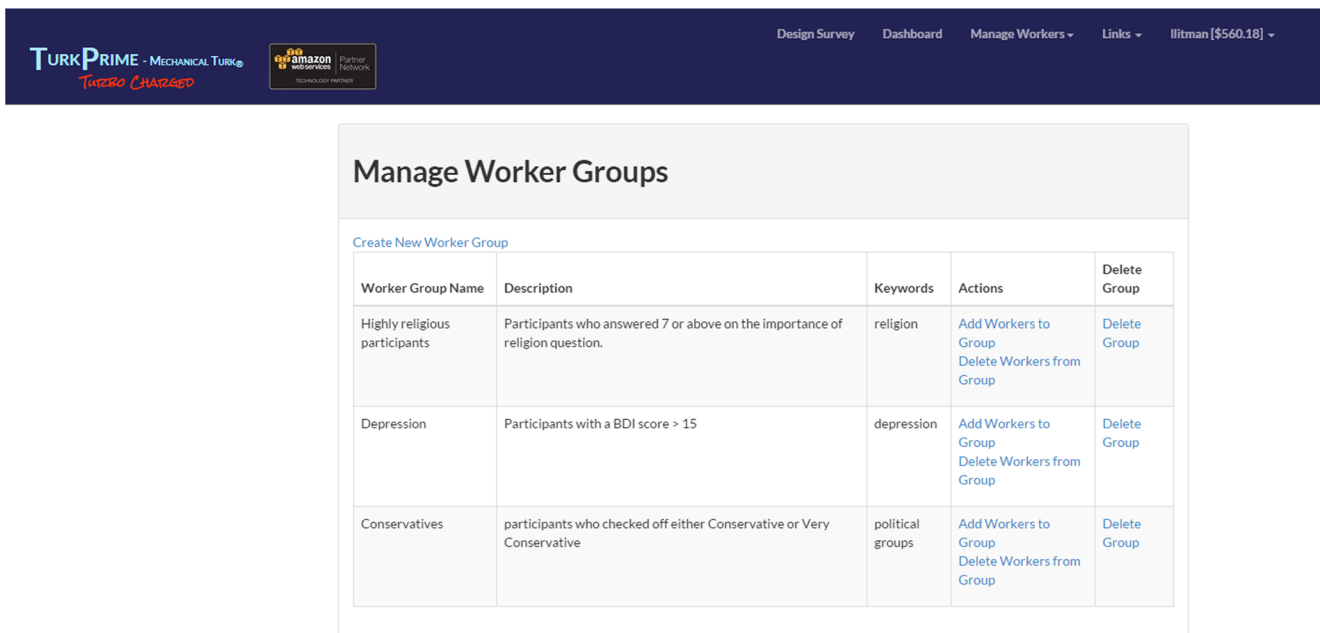 Design Survey Dashboard Manage Workers Links llitman [$560.18]
TURKPRIME - MECHANICAL TURK®
TURBO CHARGED
amazon webservices Partner Network
TECHNOLOGY PARTNER
Manage Worker Groups
Create New Worker Group
Worker Group Name Description Keywords Actions Delete Group
Highly religious Participants who answered 7 or above on the importance of religion Add Workers to Delete
participants religion question. Group Group
Delete Workers from
Group
Depression Participants with a BDI score > 15 depression Add Workers to Delete
Group Group
Delete Workers from
Group
Conservatives participants who checked off either Conservative or Very political Add Workers to Delete
Conservative groups Group Group
Delete Workers from
Group